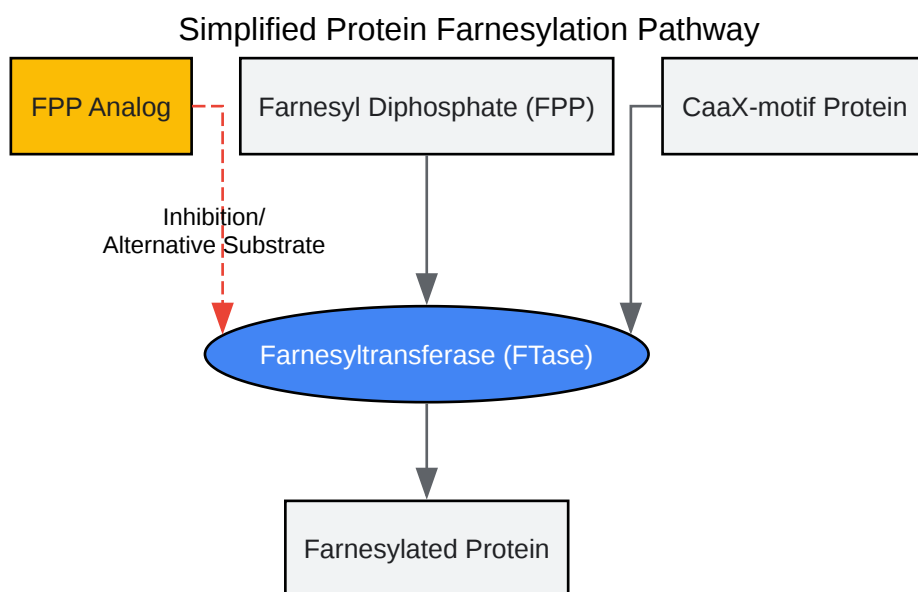 Simplified Protein Farnesylation Pathway
FPP Analog
Farnesyl Diphosphate (FPP)
CaaX-motif Protein
Inhibition/
Alternative Substrate
Farnesyltransferase (FTase)
Farnesylated Protein